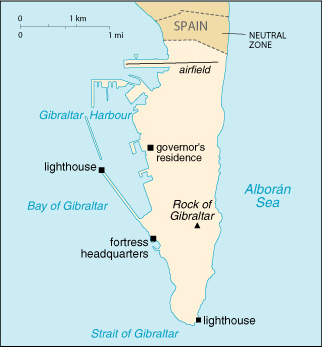 0 1 km
0 1 mi
SPAIN
NEUTRAL
ZONE
airfield
Gibraltar Harbour
governor's
residence
lighthouse
Alborán
Sea
Bay of Gibraltar
Rock of
Gibraltar
fortress
headquarters
lighthouse
Strait of Gibraltar